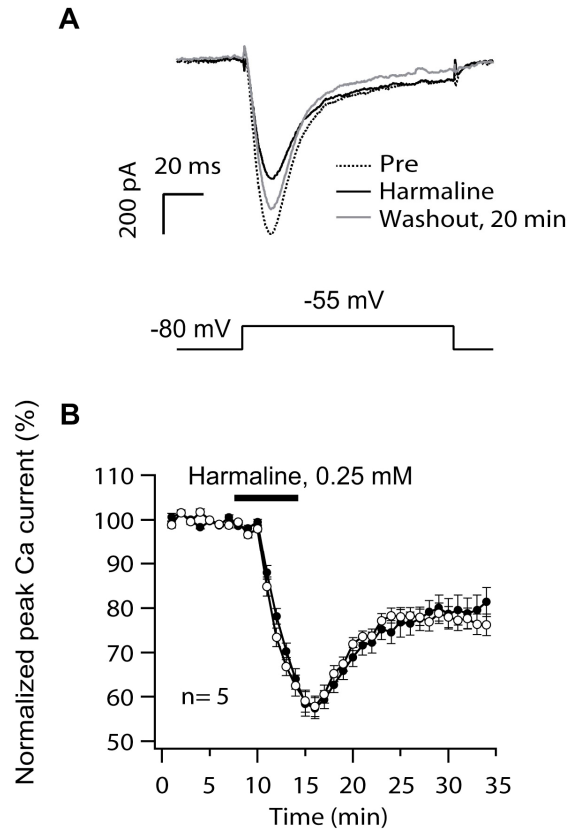 A
20 ms
200 pA
Pre
Harmaline
Washout, 20 min
-55 mV
-80 mV
B
Normalized peak Ca current (%)
Harmaline, 0.25 mM
110
100
90
80
70
60
50
n= 5
0 5 10 15 20 25 30 35
Time (min)